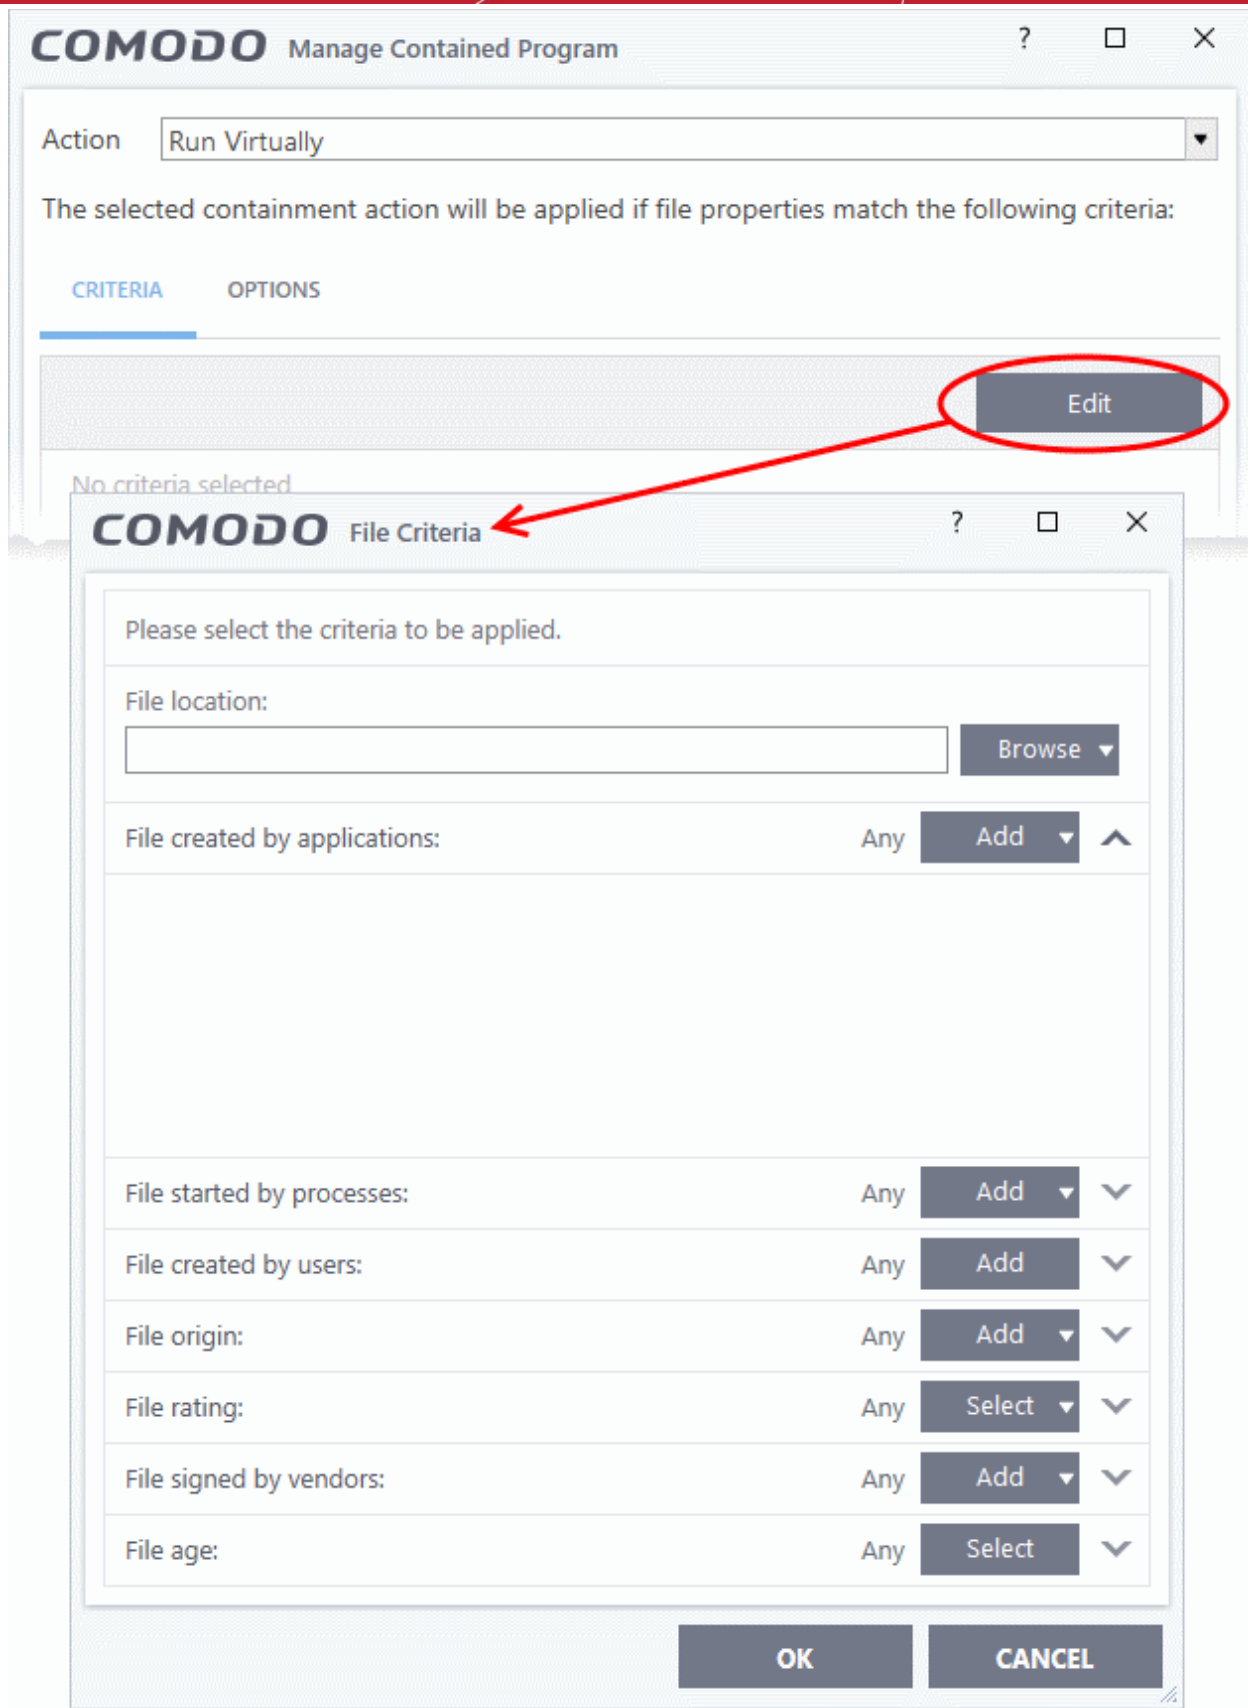 COMODO Manage Contained Program ?
Action Run Virtually
The selected containment action will be applied if file properties match the following criteria:
CRITERIA OPTIONS
Edit
No criteria selected
COMODO File Criteria ?
Please select the criteria to be applied.
File location:
Browse
File created by applications: Any Add
File started by processes: Any Add
File created by users: Any Add
File origin: Any Add
File rating: Any Select
File signed by vendors: Any Add
File age: Any Select
OK CANCEL